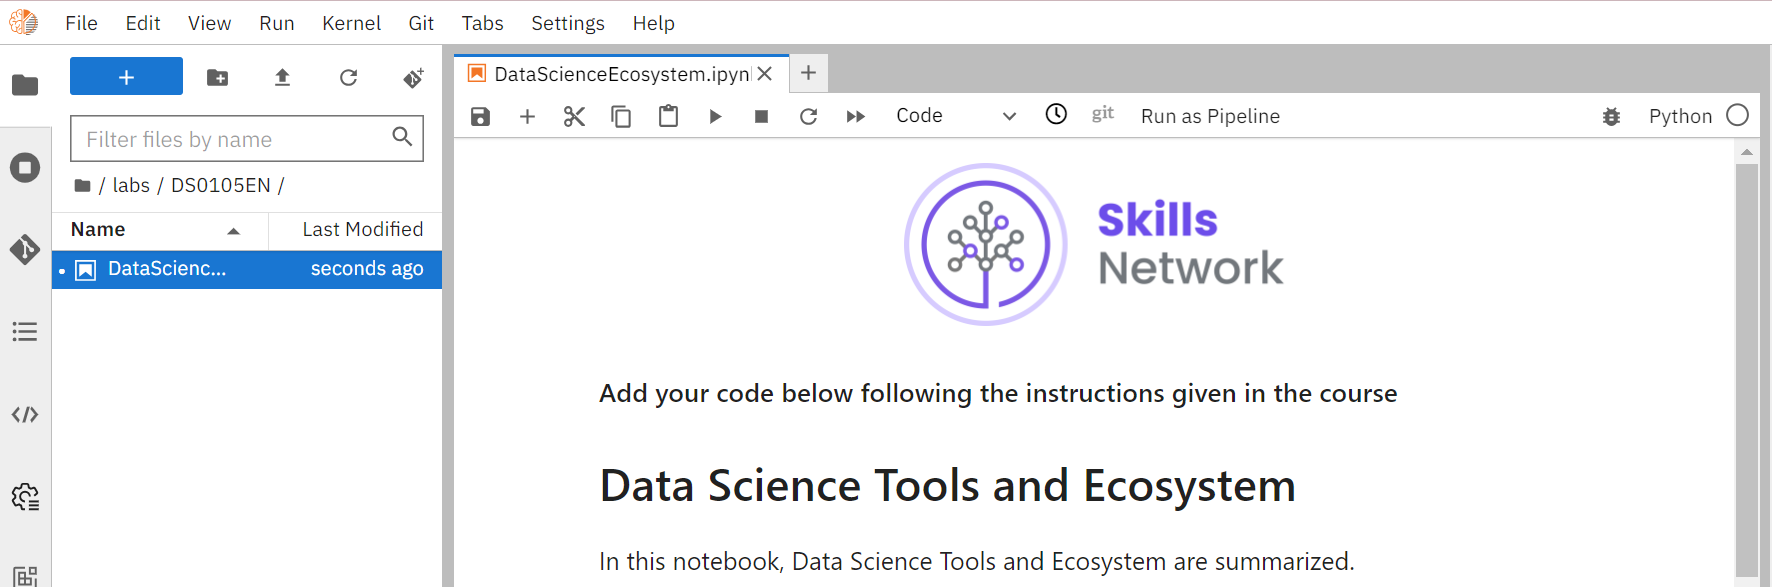 File Edit View Run Kernel Git Tabs Settings Help
Filter files by name
/ labs / DS0105EN /
Name Last Modified
DataScienc... seconds ago
DataScienceEcosystem.ipyn
Code git Run as Pipeline Python
Skills
Network
Add your code below following the instructions given in the course
Data Science Tools and Ecosystem
In this notebook, Data Science Tools and Ecosystem are summarized.